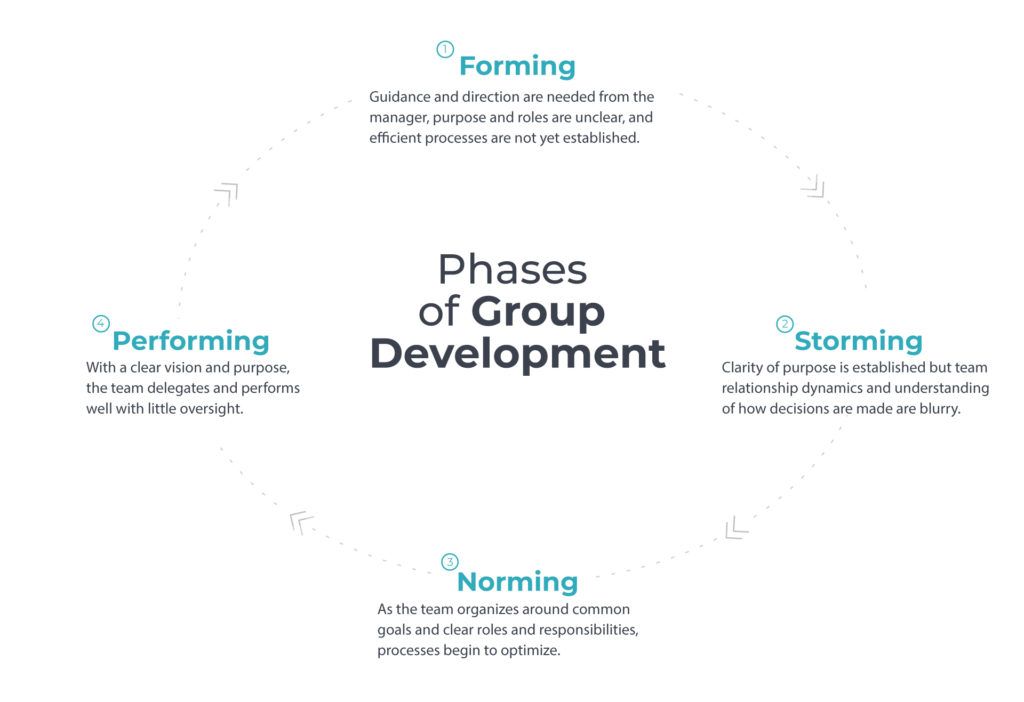 1
Forming
Guidance and direction are needed from the
manager, purpose and roles are unclear, and
efficient processes are not yet established.
Phases
of Group
Development
4
Performing
With a clear vision and purpose,
the team delegates and performs
well with little oversight.
2
Storming
Clarity of purpose is established but team
relationship dynamics and understanding
of how decisions are made are blurry.
3
Norming
As the team organizes around common
goals and clear roles and responsibilities,
processes begin to optimize.